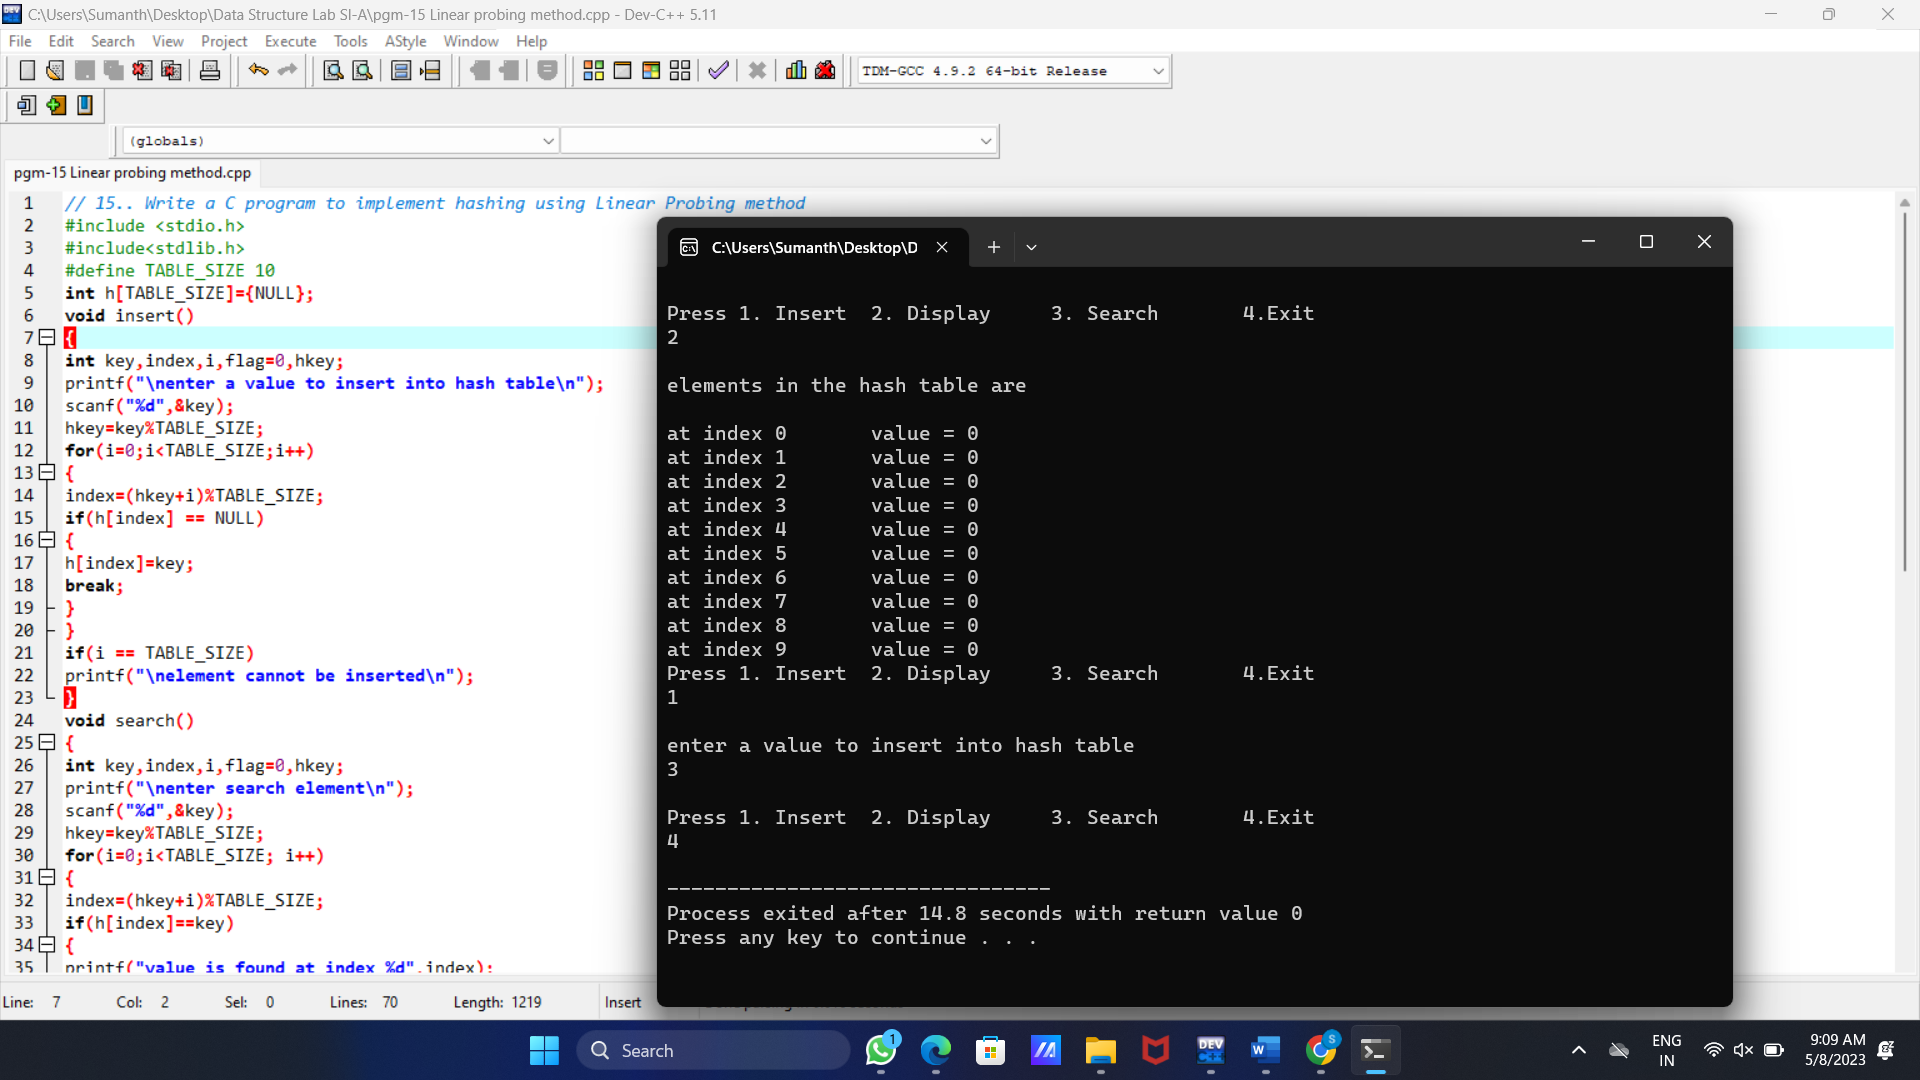 C:\Users\Sumanth\Desktop\Data Structure Lab SI-A\pgm-15 Linear probing method.cpp - Dev-C++ 5.11
File Edit Search View Project Execute Tools AStyle Window Help
TDM-GCC 4.9.2 64-bit Release
(globals)
pgm-15 Linear probing method.cpp
1 // 15.. Write a C program to implement hashing using Linear Probing method
2 #include <stdio.h>
3 #include<stdlib.h>
4 #define TABLE_SIZE 10
5 int h[TABLE_SIZE]={NULL};
6 void insert()
7 {
8 int key,index,i,flag=0,hkey;
9 printf("\nenter a value to insert into hash table\n");
10 scanf("%d",&key);
11 hkey=key%TABLE_SIZE;
12 for(i=0;i<TABLE_SIZE;i++)
13 {
14 index=(hkey+i)%TABLE_SIZE;
15 if(h[index] == NULL)
16 {
17 h[index]=key;
18 break;
19 }
20 }
21 if(i == TABLE_SIZE)
22 printf("\nelement cannot be inserted\n");
23 }
24 void search()
25 {
26 int key,index,i,flag=0,hkey;
27 printf("\nenter search element\n");
28 scanf("%d",&key);
29 hkey=key%TABLE_SIZE;
30 for(i=0;i<TABLE_SIZE; i++)
31 {
32 index=(hkey+i)%TABLE_SIZE;
33 if(h[index]==key)
34 {
35 printf("value is found at index %d",index);
Line: 7 Col: 2 Sel: 0 Lines: 70 Length: 1219 Insert
C:\Users\Sumanth\Desktop\D
Press 1. Insert 2. Display 3. Search 4.Exit
2
elements in the hash table are
at index 0 value = 0
at index 1 value = 0
at index 2 value = 0
at index 3 value = 0
at index 4 value = 0
at index 5 value = 0
at index 6 value = 0
at index 7 value = 0
at index 8 value = 0
at index 9 value = 0
Press 1. Insert 2. Display 3. Search 4.Exit
1
enter a value to insert into hash table
3
Press 1. Insert 2. Display 3. Search 4.Exit
4
--------------------------------
Process exited after 14.8 seconds with return value 0
Press any key to continue . . .
Search
1
DEV
W
S
ENG
IN
9:09 AM
5/8/2023